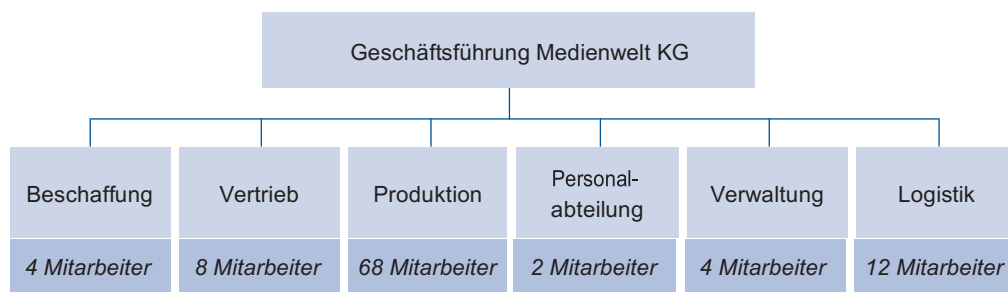 Geschäftsführung Medienwelt KG
Beschaffung
Vertrieb
Produktion
Personal-
abteilung
Verwaltung
Logistik
4 Mitarbeiter
8 Mitarbeiter
68 Mitarbeiter
2 Mitarbeiter
4 Mitarbeiter
12 Mitarbeiter